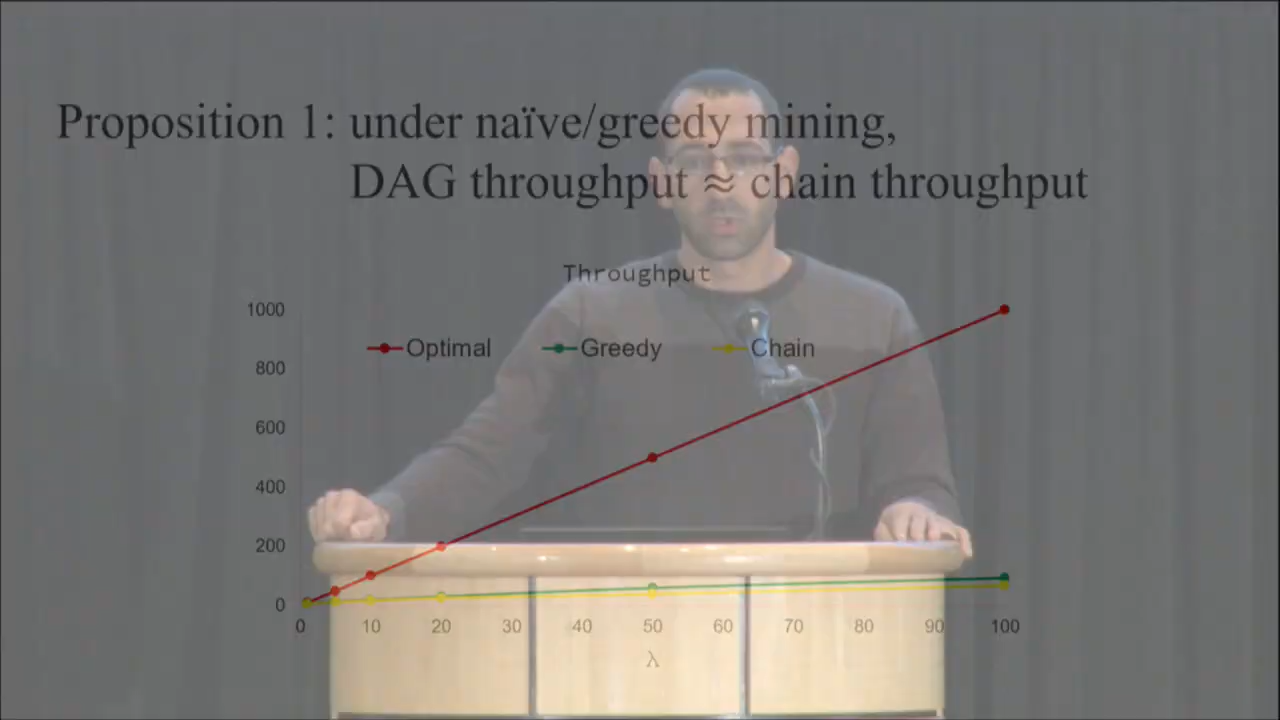 Proposition 1: under naïve/greedy mining,
DAG throughput ≈ chain throughput
Throughput
Optimal Greedy Chain
1000
800
600
400
200
0
0 10 20 30 40 50 60 70 80 90 100
λ